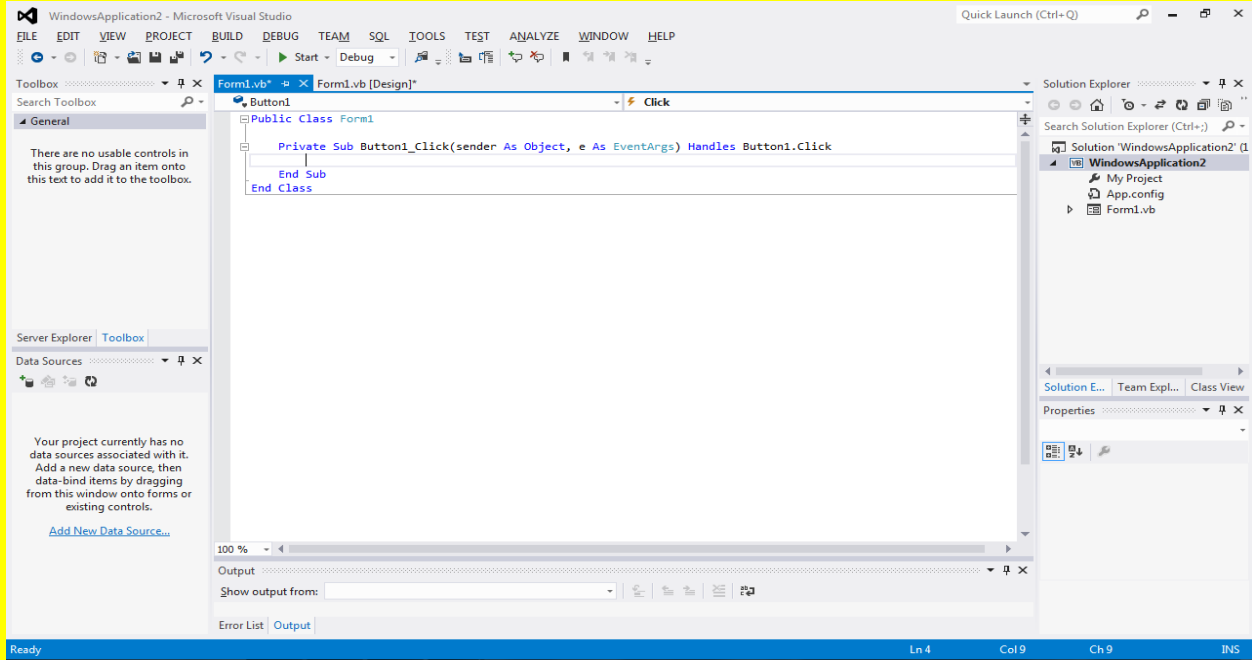 WindowsApplication2 - Microsoft Visual Studio
Quick Launch (Ctrl+Q)
FILE EDIT VIEW PROJECT BUILD DEBUG TEAM SQL TOOLS TEST ANALYZE WINDOW HELP
Start Debug
Toolbox
Search Toolbox
General
There are no usable controls in
this group. Drag an item onto
this text to add it to the toolbox.
Server Explorer Toolbox
Data Sources
Your project currently has no
data sources associated with it.
Add a new data source, then
data-bind items by dragging
from this window onto forms or
existing controls.
Add New Data Source...
Form1.vb* Form1.vb [Design]*
Button1 Click
Public Class Form1
Private Sub Button1_Click(sender As Object, e As EventArgs) Handles Button1.Click
End Sub
End Class
100 %
Output
Show output from:
Error List Output
Solution Explorer
Search Solution Explorer (Ctrl+;)
Solution 'WindowsApplication2' (1
WindowsApplication2
My Project
App.config
Form1.vb
Solution E... Team Expl... Class View
Properties
Ready Ln 4 Col 9 Ch 9 INS